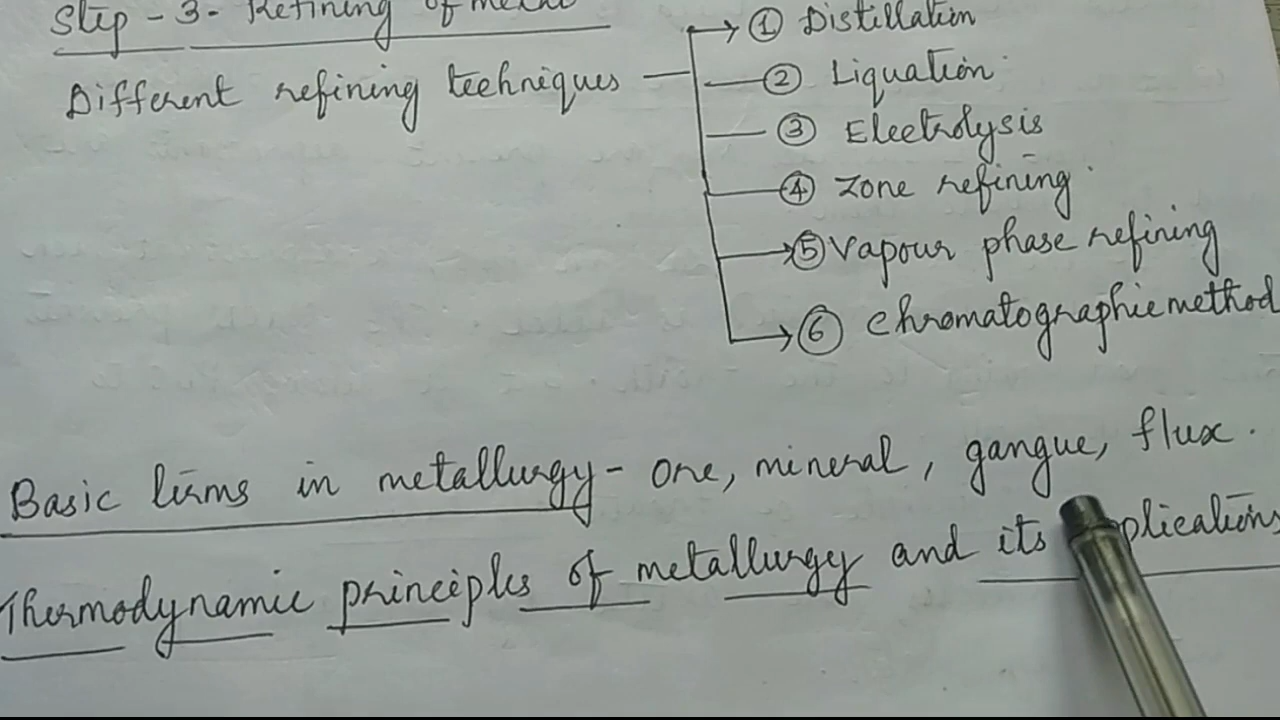 Step - 3 - Refining of metal
Different refining techniques
① Distillation
② Liquation
③ Electrolysis
④ Zone refining
⑤ Vapour phase refining
⑥ Chromatographic method
Basic terms in metallurgy - ore, mineral, gangue, flux.
Thermodynamic principles of metallurgy and its